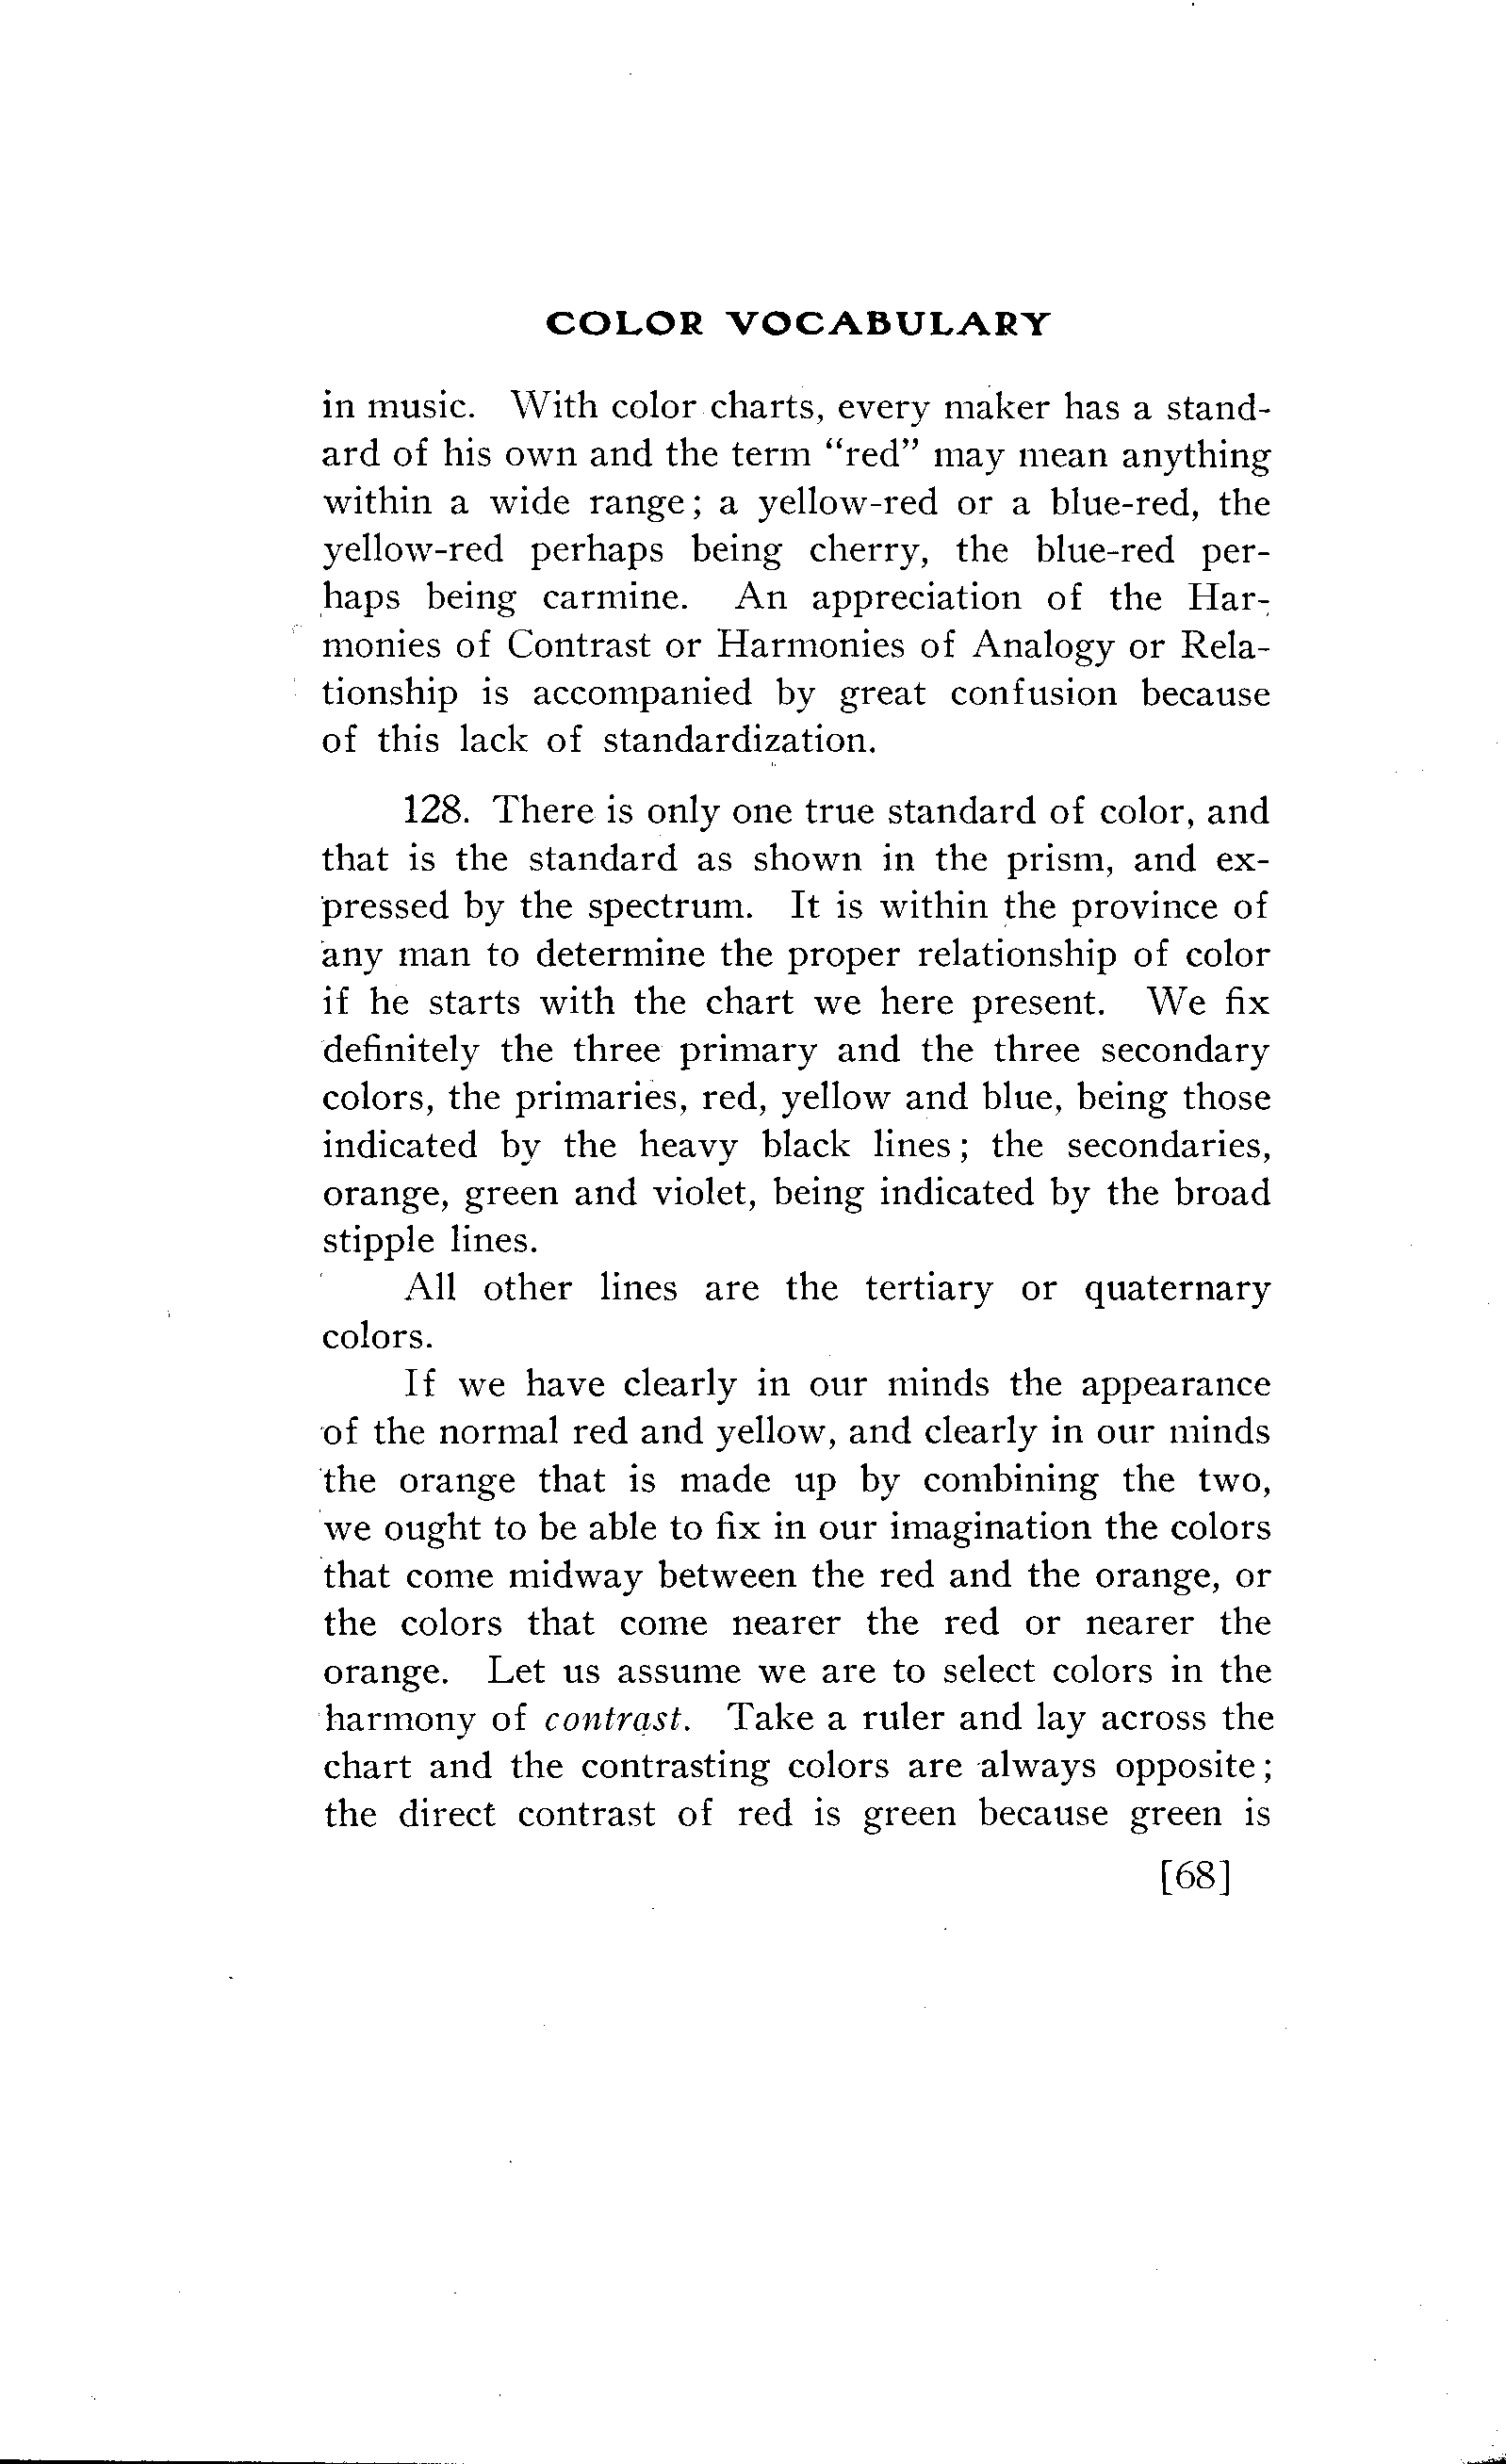 COLOR VOCABULARY
in music. With color charts, every maker has a stand-
ard of his own and the term "red" may mean anything
within a wide range; a yellow-red or a blue-red, the
yellow-red perhaps being cherry, the blue-red per-
haps being carmine. An appreciation of the Har-
monies of Contrast or Harmonies of Analogy or Rela-
tionship is accompanied by great confusion because
of this lack of standardization.
128. There is only one true standard of color, and
that is the standard as shown in the prism, and ex-
pressed by the spectrum. It is within the province of
any man to determine the proper relationship of color
if he starts with the chart we here present. We fix
definitely the three primary and the three secondary
colors, the primaries, red, yellow and blue, being those
indicated by the heavy black lines; the secondaries,
orange, green and violet, being indicated by the broad
stipple lines.
All other lines are the tertiary or quaternary
colors.
If we have clearly in our minds the appearance
of the normal red and yellow, and clearly in our minds
the orange that is made up by combining the two,
we ought to be able to fix in our imagination the colors
that come midway between the red and the orange, or
the colors that come nearer the red or nearer the
orange. Let us assume we are to select colors in the
harmony of contrast. Take a ruler and lay across the
chart and the contrasting colors are always opposite;
the direct contrast of red is green because green is
[68]